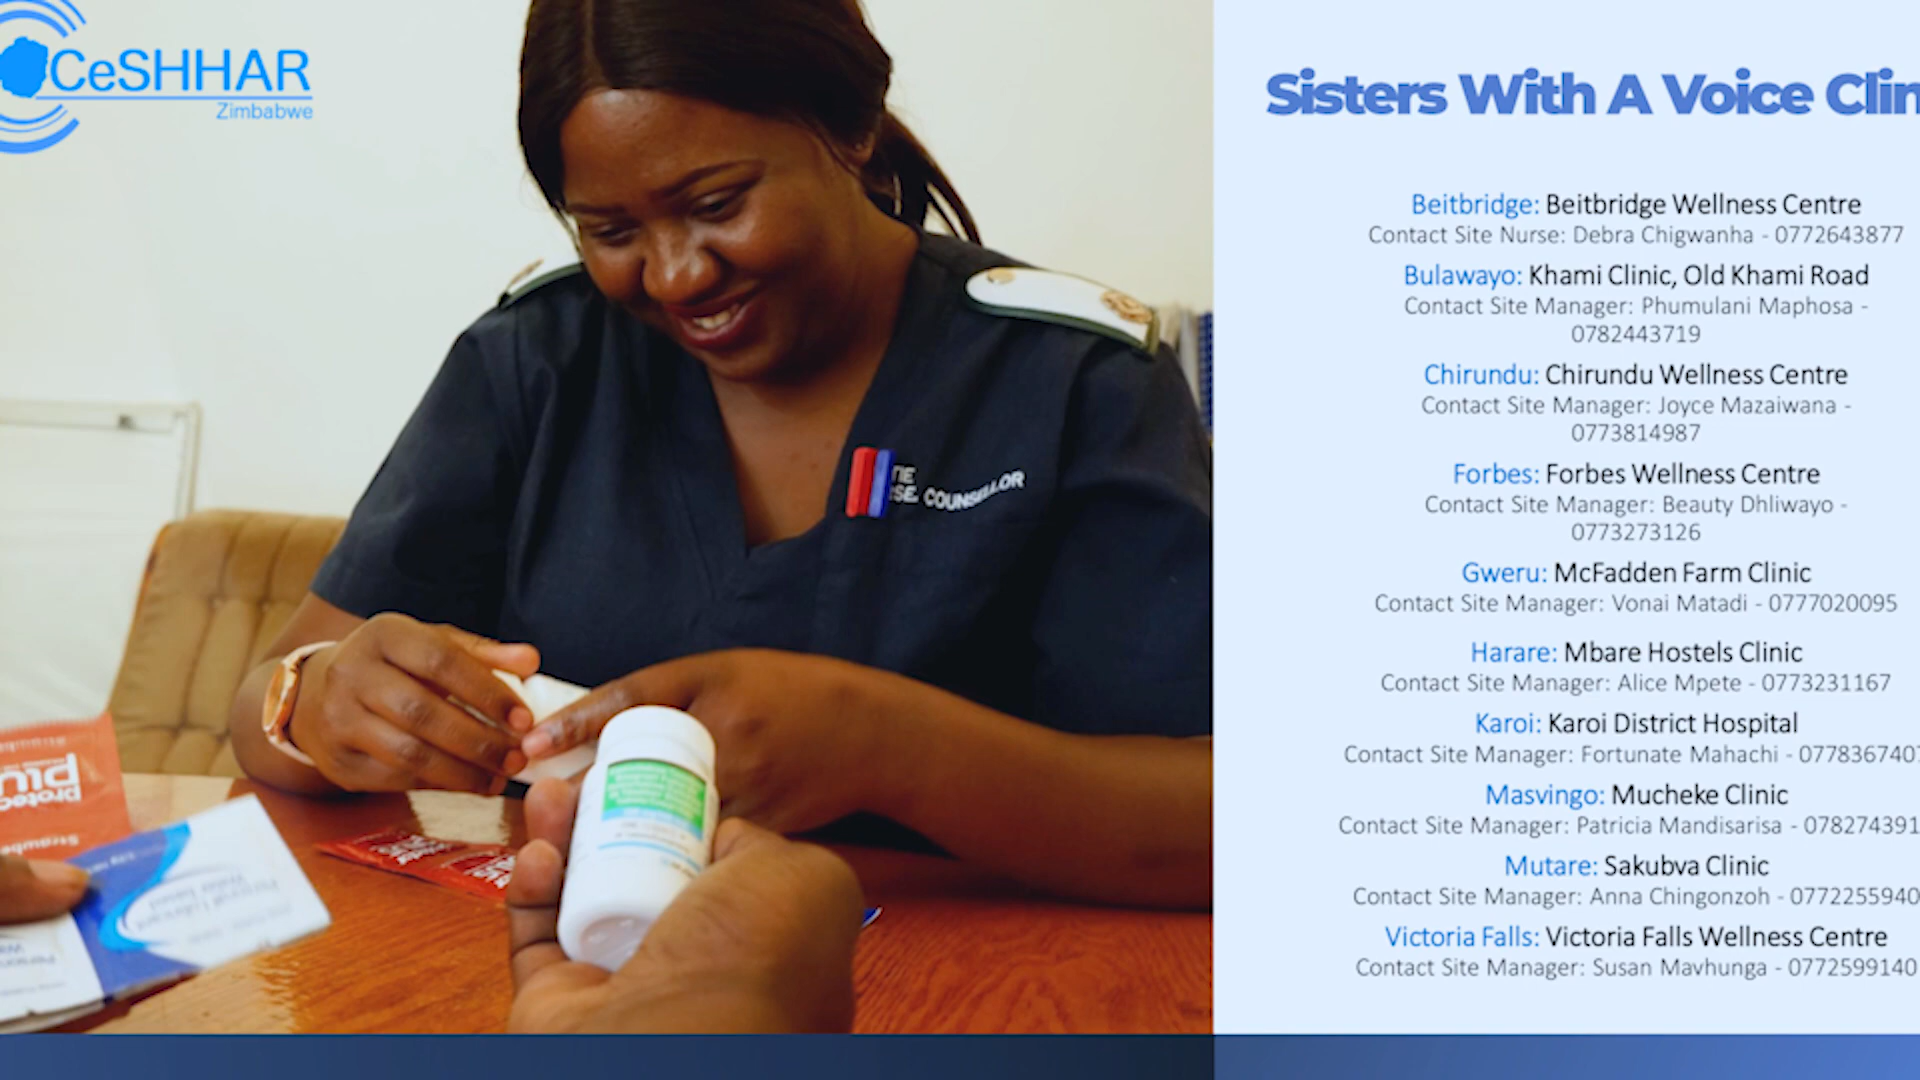 CeSHHAR
Zimbabwe
Sisters With A Voice Clin
Beitbridge: Beitbridge Wellness Centre
Contact Site Nurse: Debra Chigwanha - 0772643877
Bulawayo: Khami Clinic, Old Khami Road
Contact Site Manager: Phumulani Maphosa -
0782443719
Chirundu: Chirundu Wellness Centre
Contact Site Manager: Joyce Mazaiwana -
0773814987
Forbes: Forbes Wellness Centre
Contact Site Manager: Beauty Dhliwayo -
0773273126
Gweru: McFadden Farm Clinic
Contact Site Manager: Vonai Matadi - 0777020095
Harare: Mbare Hostels Clinic
Contact Site Manager: Alice Mpete - 0773231167
Karoi: Karoi District Hospital
Contact Site Manager: Fortunate Mahachi - 0778367407
Masvingo: Mucheke Clinic
Contact Site Manager: Patricia Mandisarisa - 078274391
Mutare: Sakubva Clinic
Contact Site Manager: Anna Chingonzoh - 0772255940
Victoria Falls: Victoria Falls Wellness Centre
Contact Site Manager: Susan Mavhunga - 0772599140
COUNSELLOR
protec
plu
Strawbe